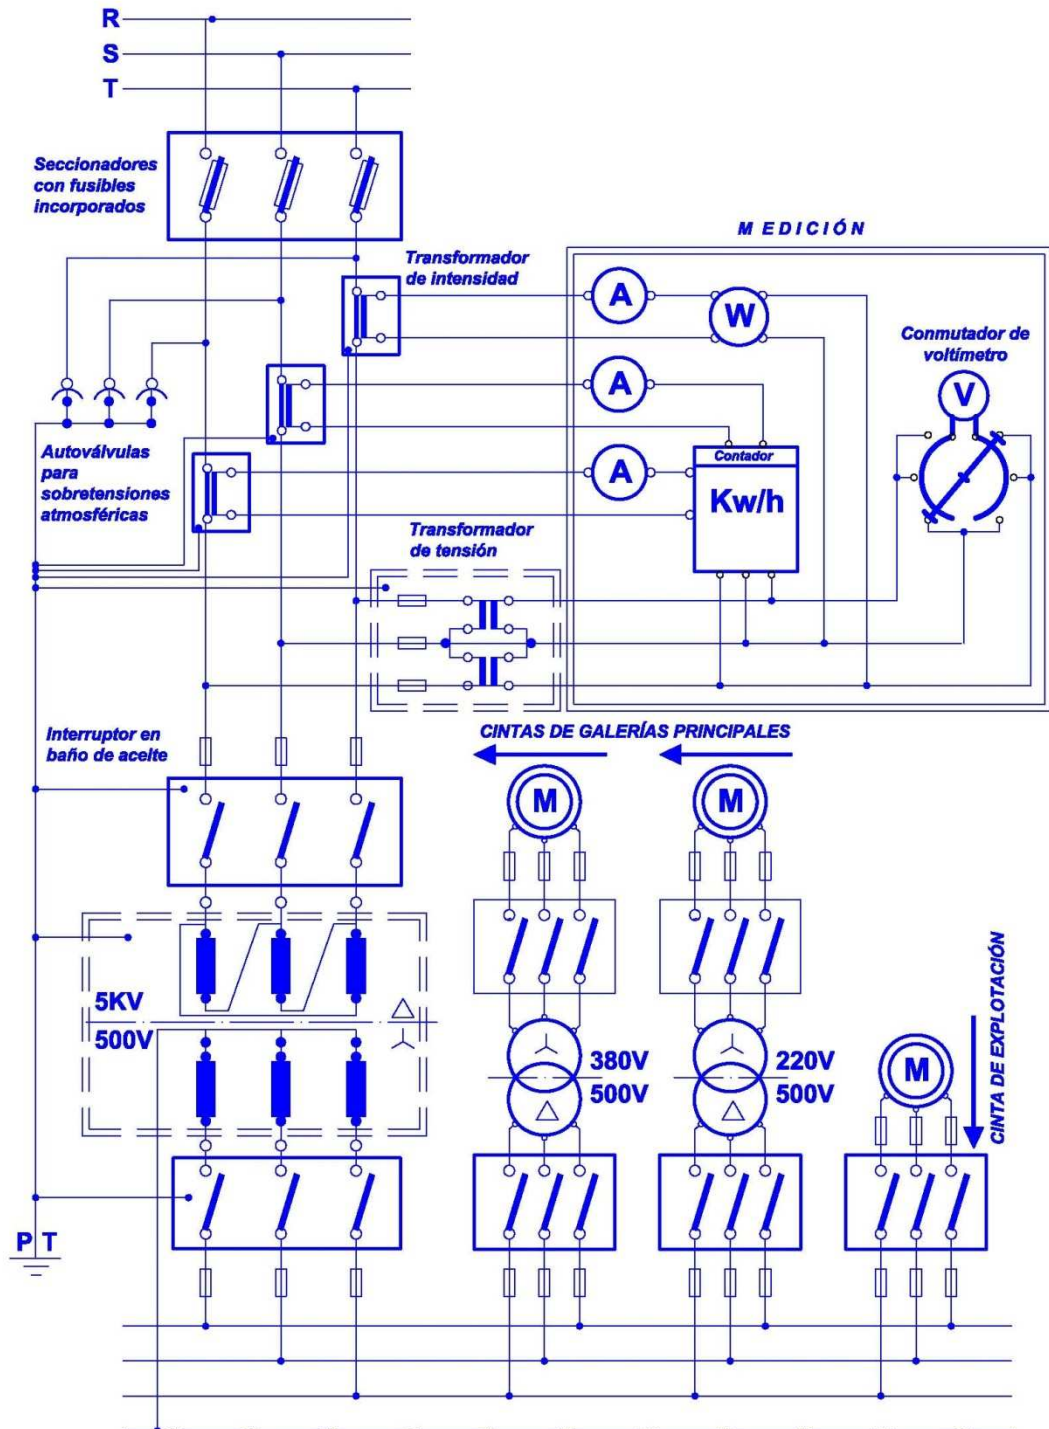 R
S
T
Seccionadores
con fusibles
incorporados
MEDICIÓN
Transformador
de intensidad
A
W
Conmutador de
voltímetro
A
V
Autoválvulas
para
sobretensiones
atmosféricas
A
Contador
Kw/h
Transformador
de tensión
Interruptor en
baño de aceite
CINTAS DE GALERÍAS PRINCIPALES
M
M
5KV
500V
380V
500V
220V
500V
M
CINTA DE EXPLOTACIÓN
P T